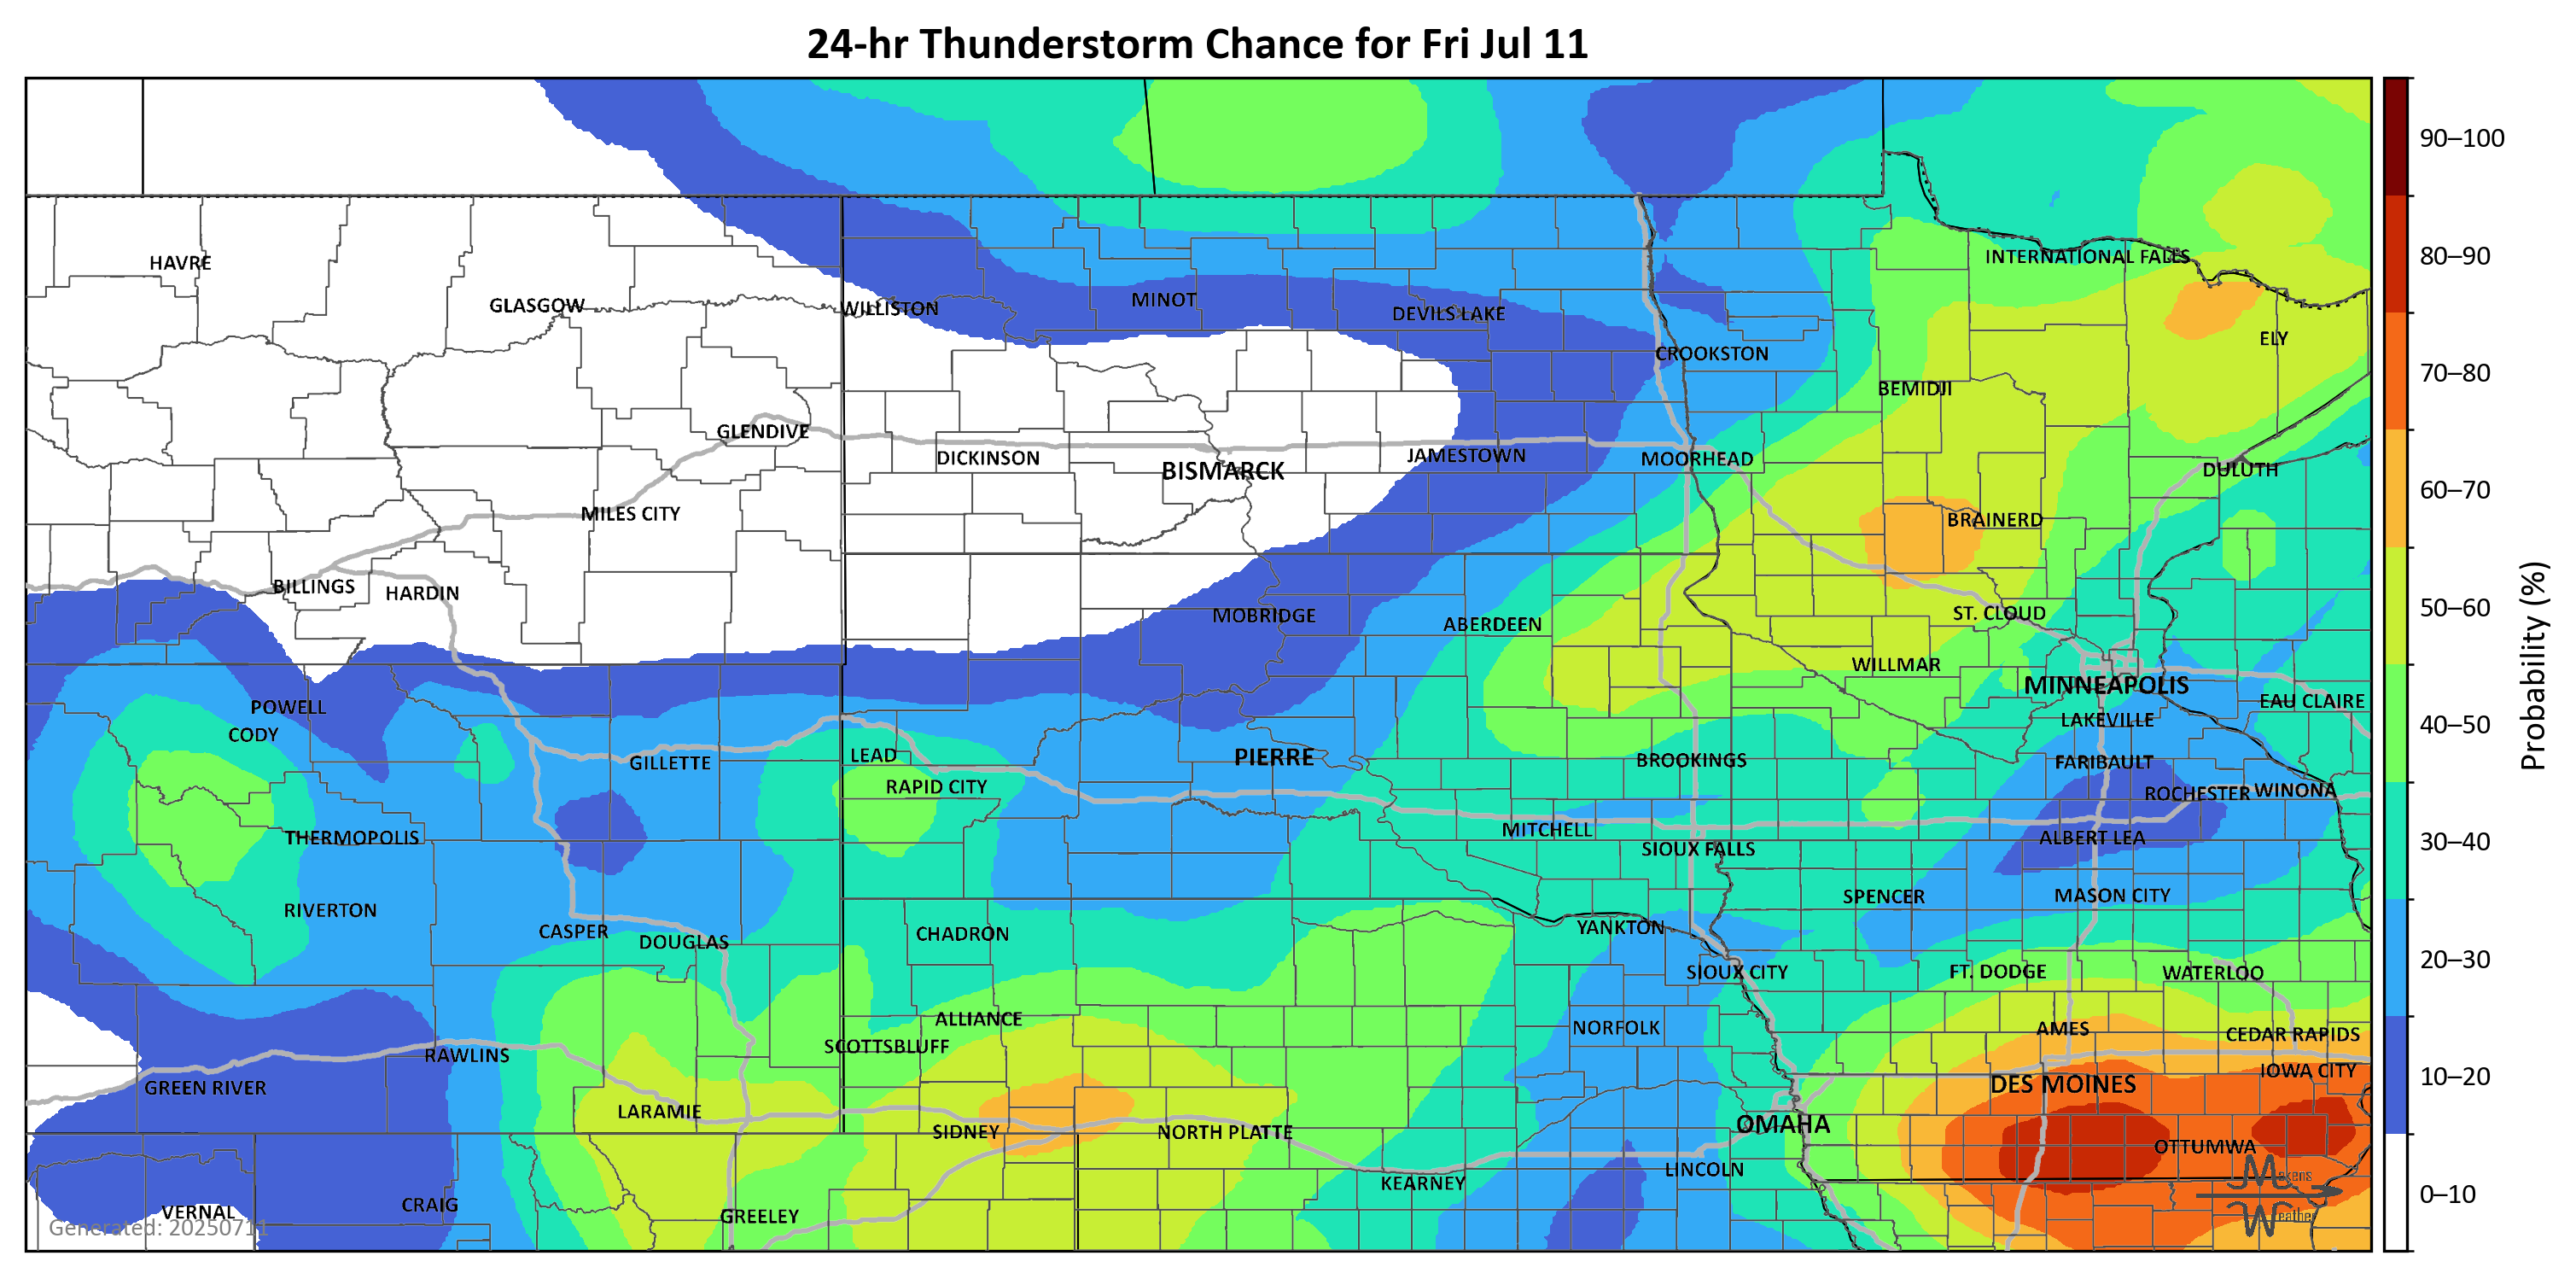 24-hr Thunderstorm Chance for Fri Jul 11
90–100
80–90
70–80
60–70
50–60
40–50
30–40
20–30
10–20
0–10
Probability (%)
HAVRE
INTERNATIONAL FALLS
GLASGOW
WILLISTON
MINOT
DEVILS LAKE
ELY
CROOKSTON
BEMIDJI
GLENDIVE
DICKINSON
BISMARCK
JAMESTOWN
MOORHEAD
DULUTH
MILES CITY
BRAINERD
BILLINGS
HARDIN
MOBRIDGE
ABERDEEN
ST. CLOUD
WILLMAR
MINNEAPOLIS
EAU CLAIRE
POWELL
LAKEVILLE
CODY
LEAD
PIERRE
BROOKINGS
GILLETTE
FARIBAULT
RAPID CITY
ROCHESTER
WINONA
THERMOPOLIS
MITCHELL
ALBERT LEA
SIOUX FALLS
RIVERTON
SPENCER
MASON CITY
CASPER
DOUGLAS
CHADRON
YANKTON
SIOUX CITY
FT. DODGE
WATERLOO
ALLIANCE
NORFOLK
AMES
CEDAR RAPIDS
SCOTTSBLUFF
RAWLINS
IOWA CITY
GREEN RIVER
DES MOINES
LARAMIE
SIDNEY
NORTH PLATTE
OMAHA
OTTUMWA
LINCOLN
KEARNEY
CRAIG
VERNAL
GREELEY
Generated: 20250711
Makens
Weather